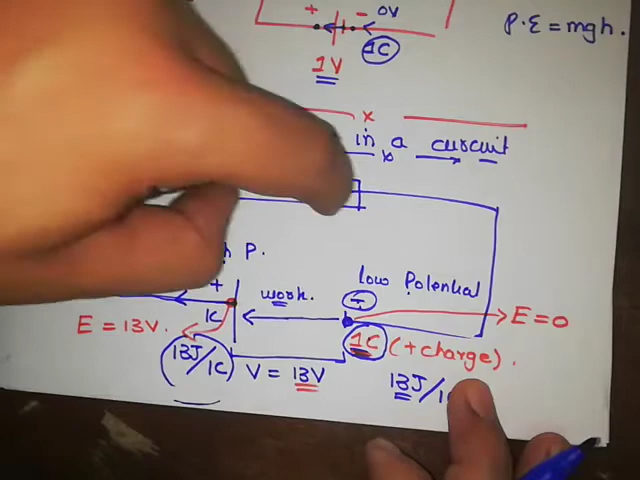 + - 0V
1C
1V
P.E = mgh.
x
in a circuit
P.
Low Potential
+
work.
+
1C
E = 13V.
E = 0
1C (+ charge).
13J/1C
V = 13V
13J/1